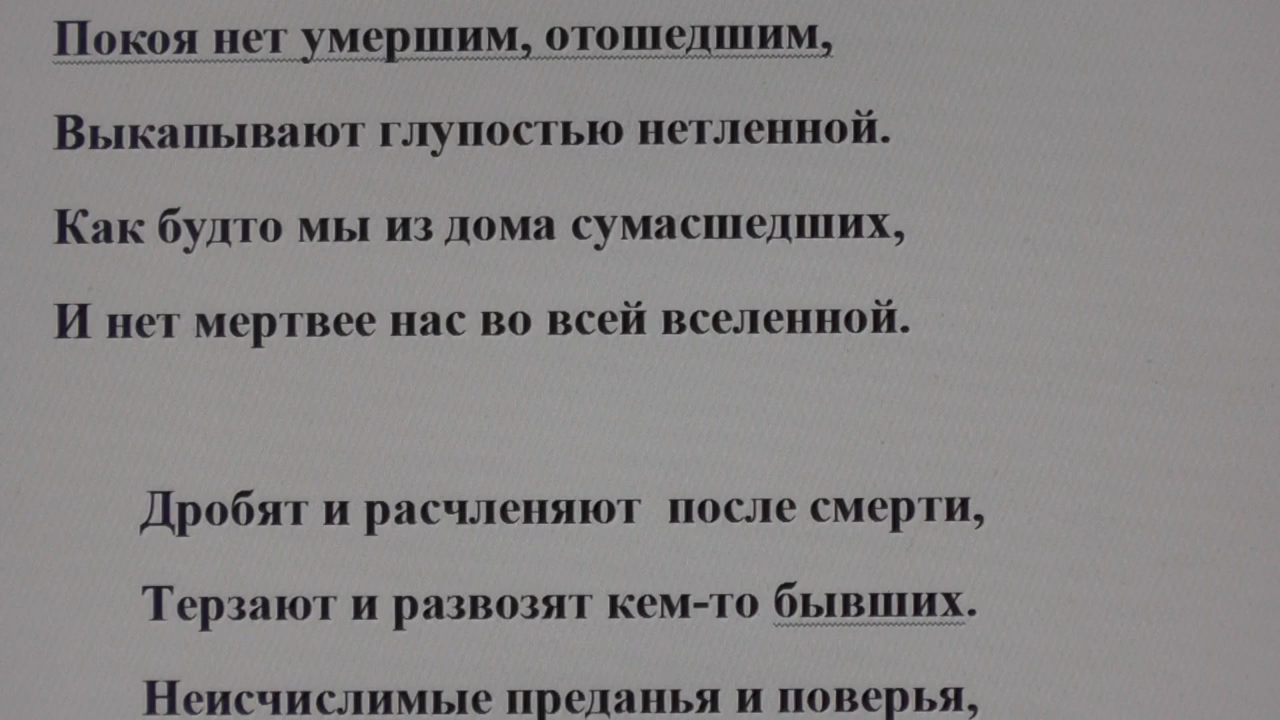 Покоя нет умершим, отошедшим,
Выкапывают глупостью нетленной.
Как будто мы из дома сумасшедших,
И нет мертвее нас во всей вселенной.
Дробят и расчленяют после смерти,
Терзают и развозят кем-то бывших.
Неисчислимые преданья и поверья,